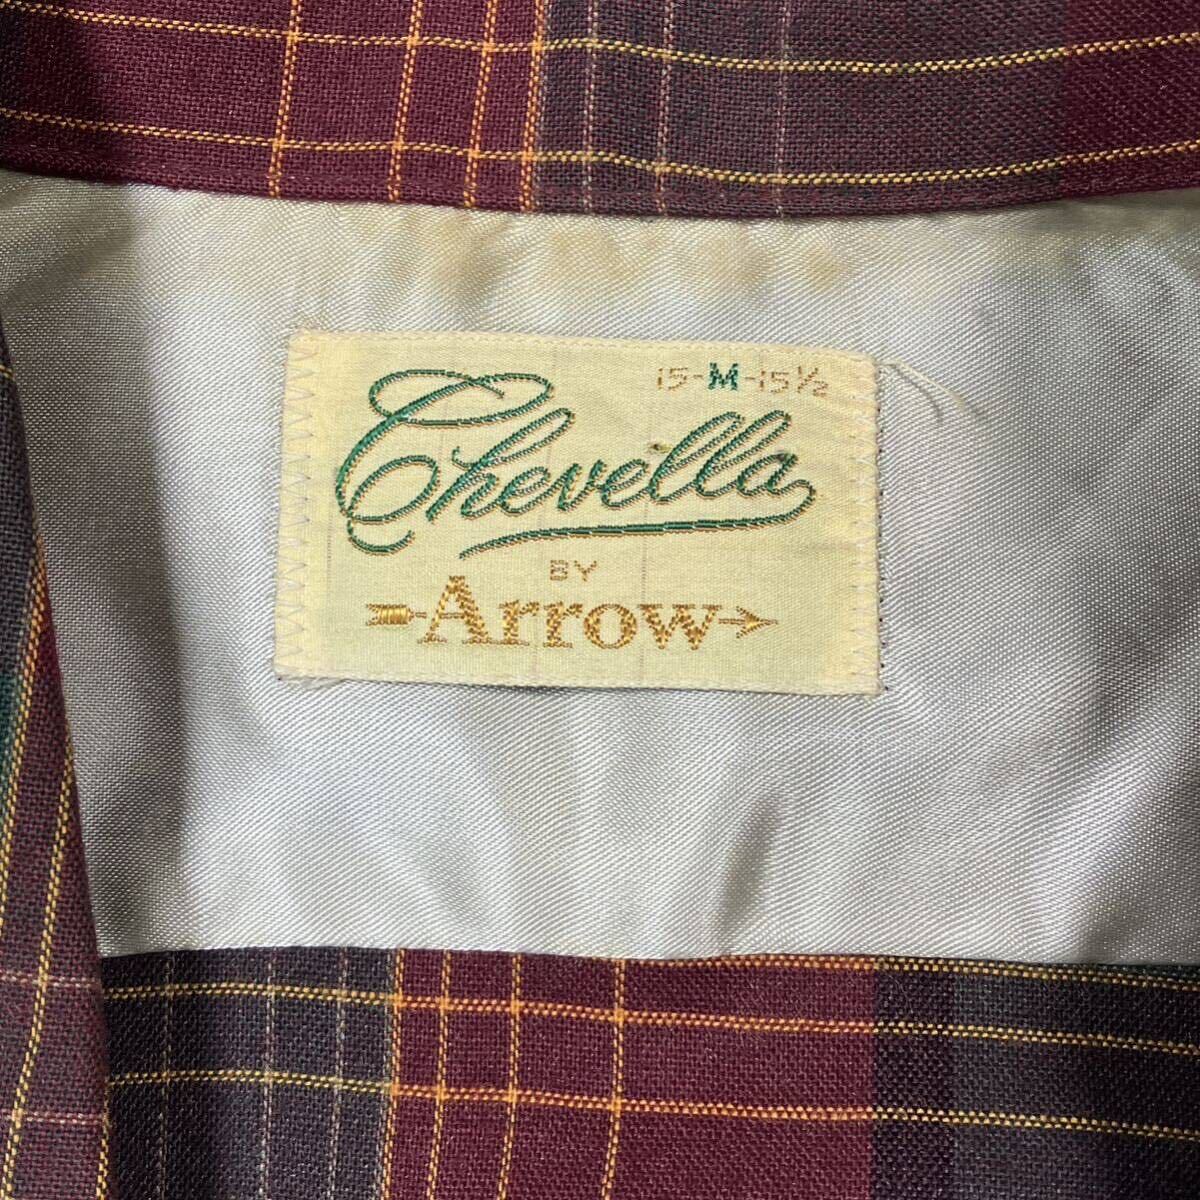 15-M-15½
Chevella
BY
Arrow